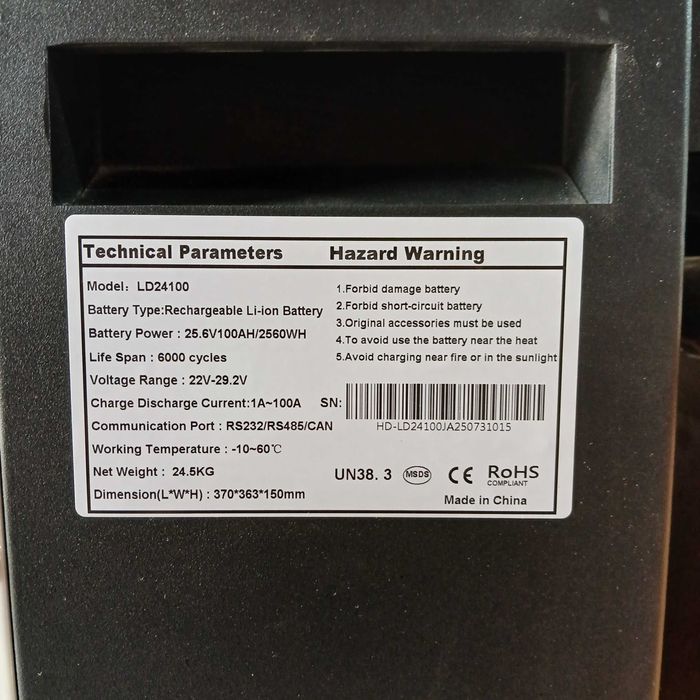 Technical Parameters
Model: LD24100
Battery Type:Rechargeable Li-ion Battery
Battery Power : 25.6V100AH/2560WH
Life Span : 6000 cycles
Voltage Range : 22V-29.2V
Charge Discharge Current:1A~100A
Communication Port : RS232/RS485/CAN
Working Temperature : -10~60℃
Net Weight : 24.5KG
Dimension(L*W*H) : 370*363*150mm
Hazard Warning
1.Forbid damage battery
2.Forbid short-circuit battery
3.Original accessories must be used
4.To avoid use the battery near the heat
5.Avoid charging near fire or in the sunlight
SN:
HD-LD24100JA250731015
UN38. 3 MSDS CE RoHS
COMPLIANT
Made in China